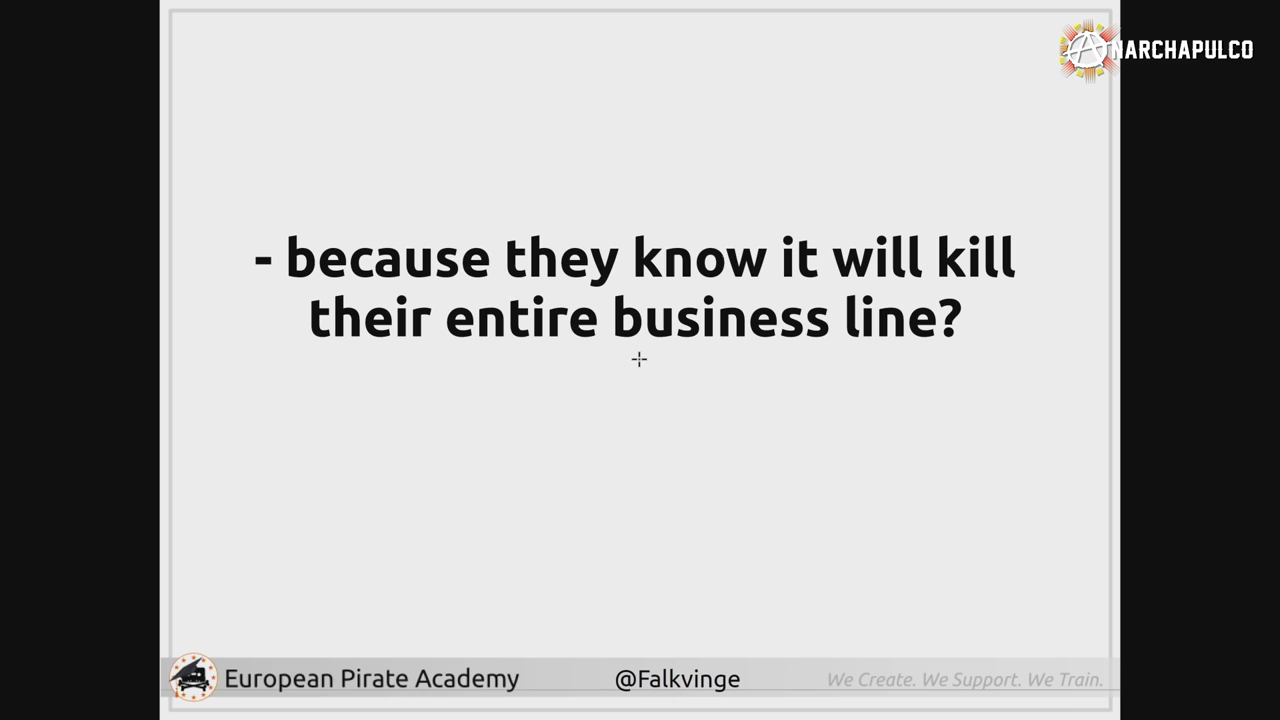 ANARCHAPULCO
- because they know it will kill
their entire business line?
European Pirate Academy
@Falkvinge
We Create. We Support. We Train.